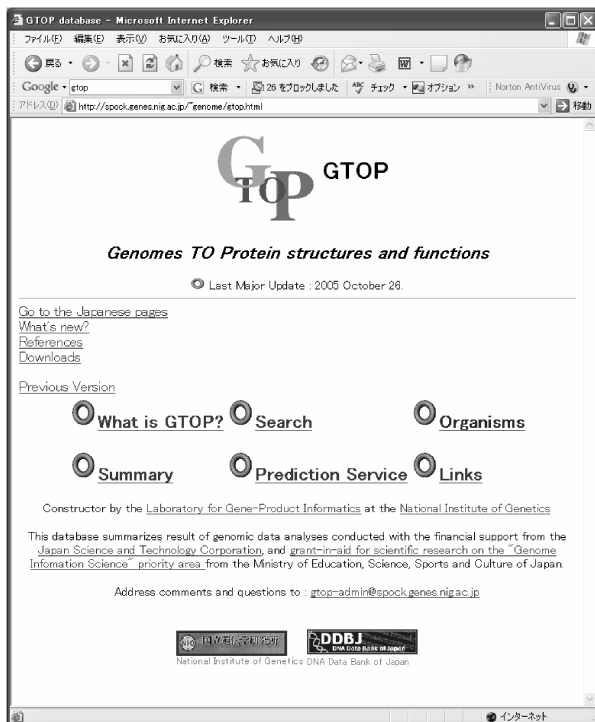 GTOP database - Microsoft Internet Explorer
ファイル(F) 編集(E) 表示(V) お気に入り(A) ツール(T) ヘルプ(H)
戻る 検索 お気に入り
Google gtop G 検索 26 をブロックしました ABC チェック オプション » Norton AntiVirus
アドレス(D) http://spock.genes.nig.ac.jp/~genome/gtop.html 移動
GTOP GTOP
Genomes TO Protein structures and functions
Last Major Update : 2005 October 26.
Go to the Japanese pages
What's new?
References
Downloads
Previous Version
What is GTOP? Search Organisms
Summary Prediction Service Links
Constructor by the Laboratory for Gene-Product Informatics at the National Institute of Genetics
This database summarizes result of genomic data analyses conducted with the financial support from the
Japan Science and Technology Corporation, and grant-in-aid for scientific research on the "Genome
Infomation Science" priority area from the Ministry of Education, Science, Sports and Culture of Japan.
Address comments and questions to : gtop-admin@spock.genes.nig.ac.jp
国立遺伝学研究所 DDBJ
DNA Data Bank of Japan
National Institute of Genetics DNA Data Bank of Japan
インターネット